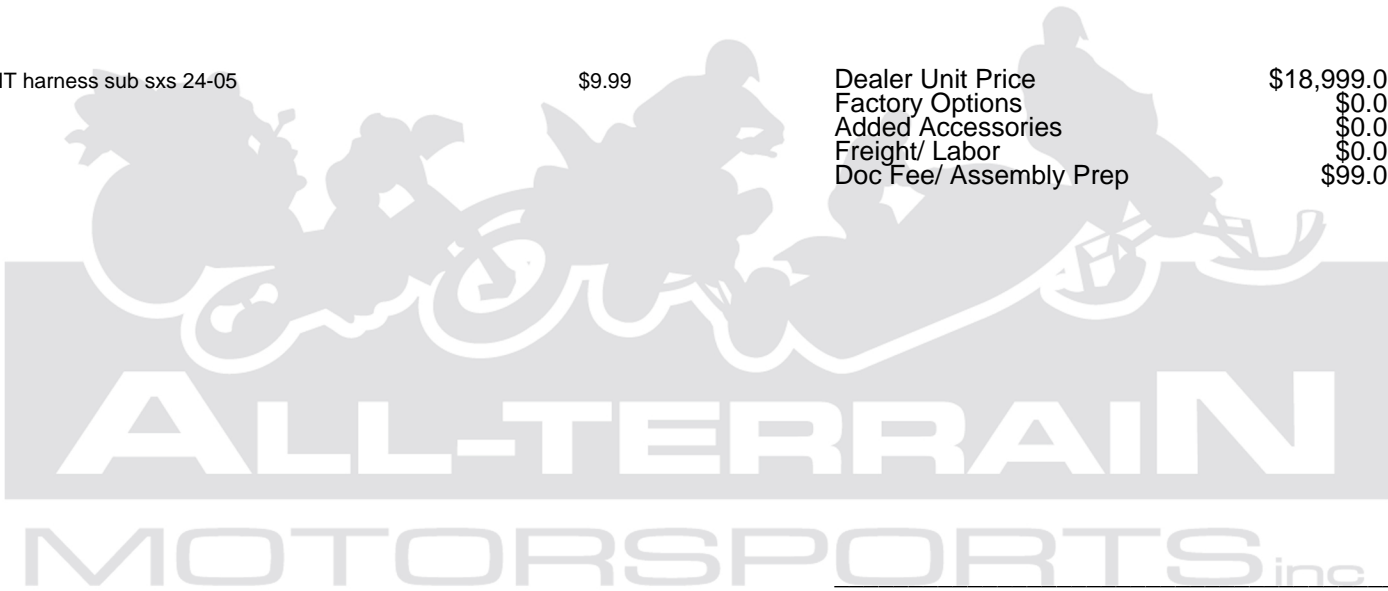 IT harness sub sxs 24-05 $9.99
Dealer Unit Price $18,999.0
Factory Options $0.0
Added Accessories $0.0
Freight/ Labor $0.0
Doc Fee/ Assembly Prep $99.0
ALL-TERRAIN
MOTORSPORTS inc